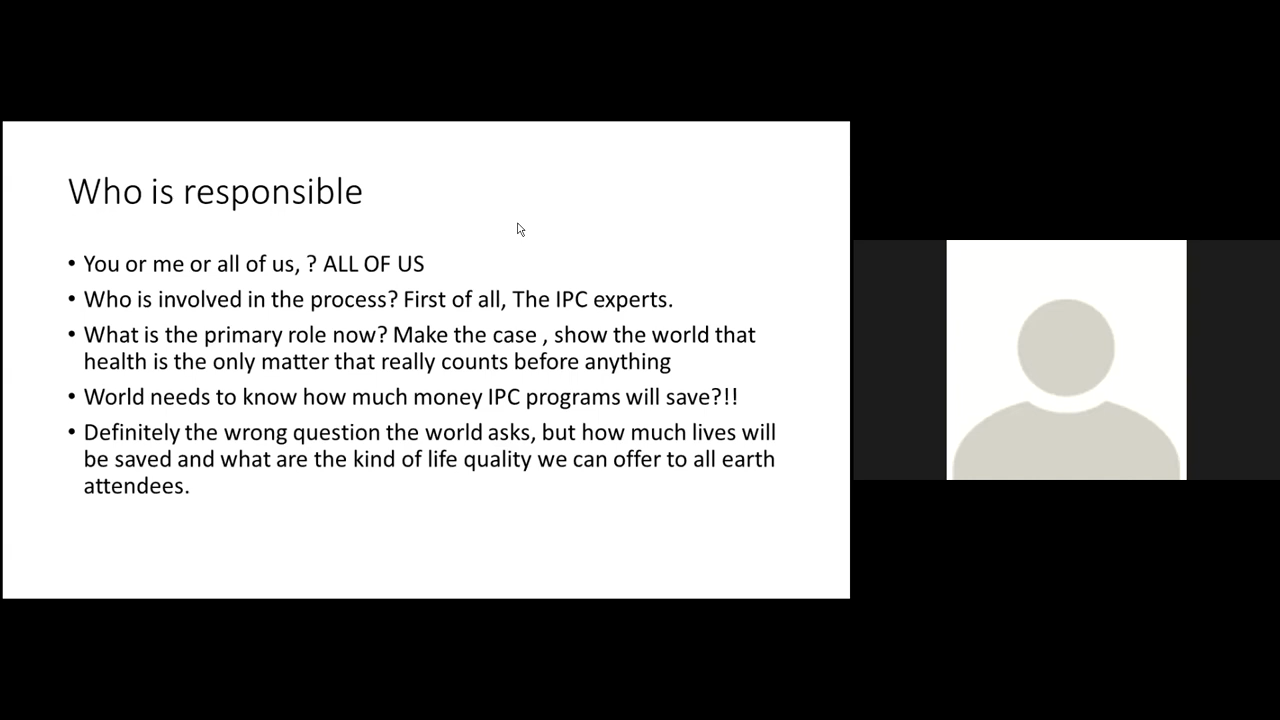 Who is responsible
• You or me or all of us, ? ALL OF US
• Who is involved in the process? First of all, The IPC experts.
• What is the primary role now? Make the case , show the world that
health is the only matter that really counts before anything
• World needs to know how much money IPC programs will save?!!
• Definitely the wrong question the world asks, but how much lives will
be saved and what are the kind of life quality we can offer to all earth
attendees.